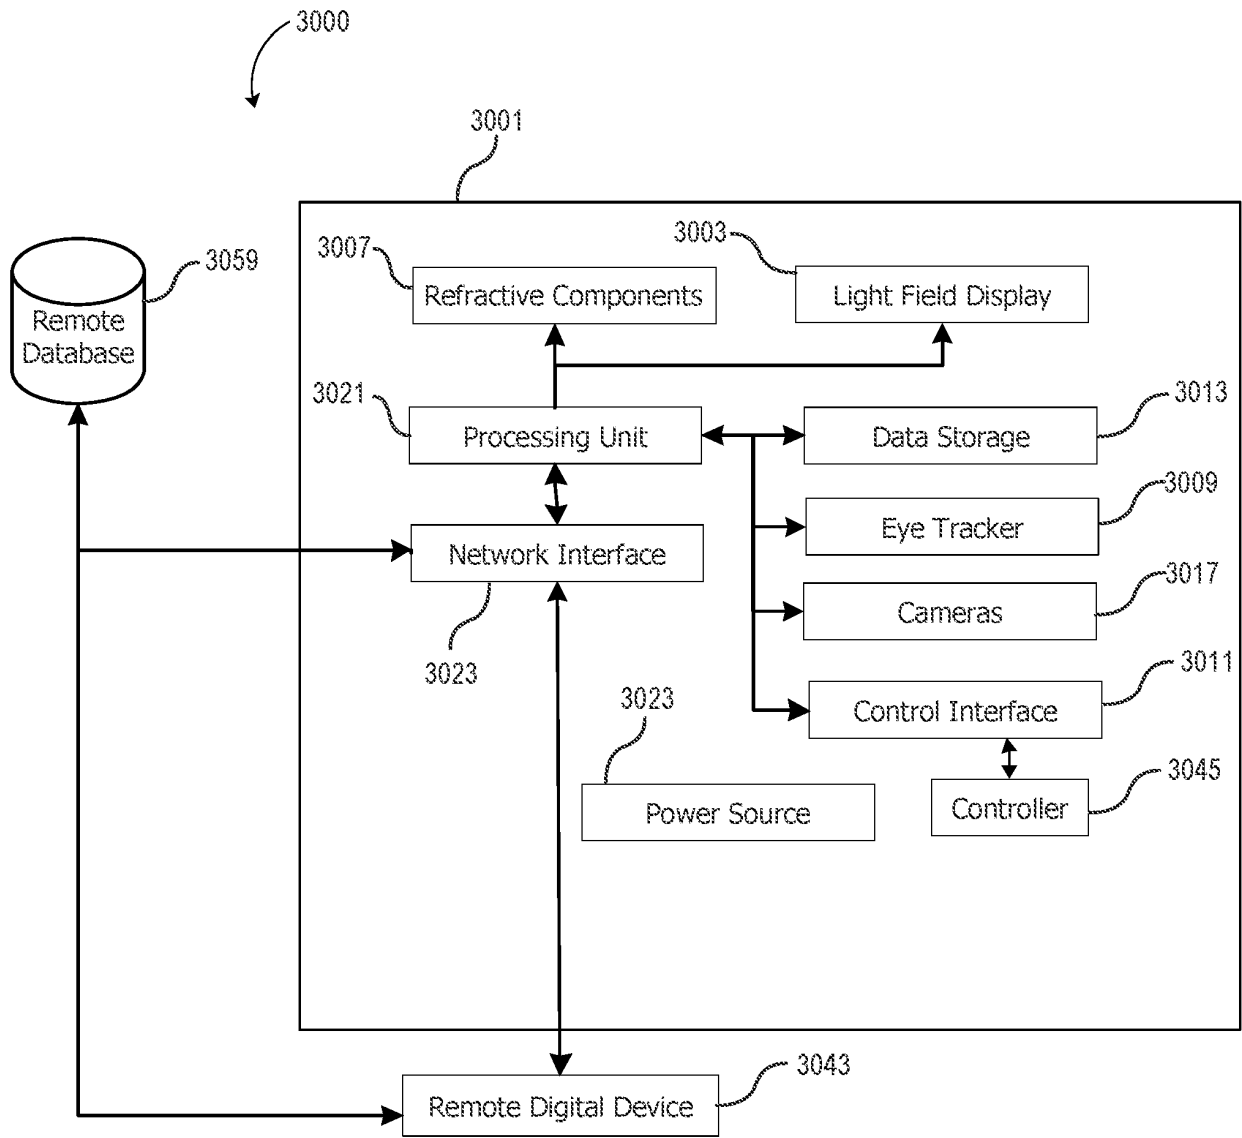 3000
3001
3059
3007
3003
Refractive Components
Light Field Display
Remote
Database
3021
3013
Processing Unit
Data Storage
3009
Eye Tracker
Network Interface
3017
Cameras
3023
3011
3023
Control Interface
3045
Power Source
Controller
3043
Remote Digital Device